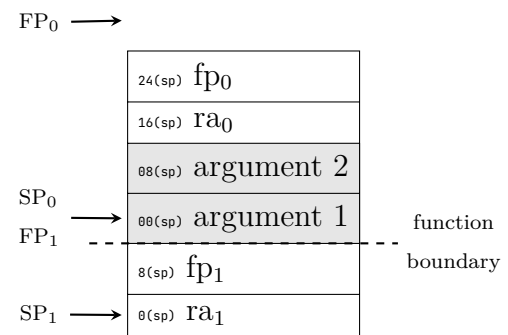 FP₀
24(sp) fp₀
16(sp) ra₀
08(sp) argument 2
SP₀
00(sp) argument 1
FP₁
function
boundary
8(sp) fp₁
SP₁
0(sp) ra₁